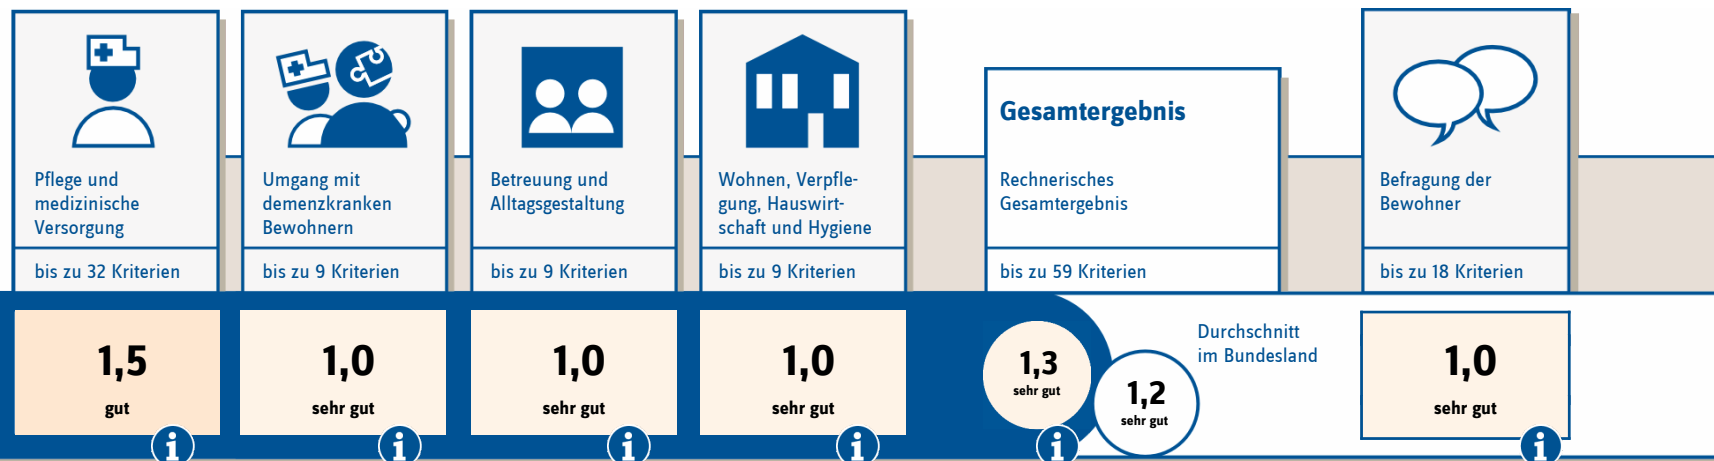 Pflege und
medizinische
Versorgung
bis zu 32 Kriterien
1,5
gut
Umgang mit
demenzkranken
Bewohnern
bis zu 9 Kriterien
1,0
sehr gut
Betreuung und
Alltagsgestaltung
bis zu 9 Kriterien
1,0
sehr gut
Wohnen, Verpfle-
gung, Hauswirt-
schaft und Hygiene
bis zu 9 Kriterien
1,0
sehr gut
Gesamtergebnis
Rechnerisches
Gesamtergebnis
bis zu 59 Kriterien
1,3
sehr gut
Durchschnitt
im Bundesland
1,2
sehr gut
Befragung der
Bewohner
bis zu 18 Kriterien
1,0
sehr gut